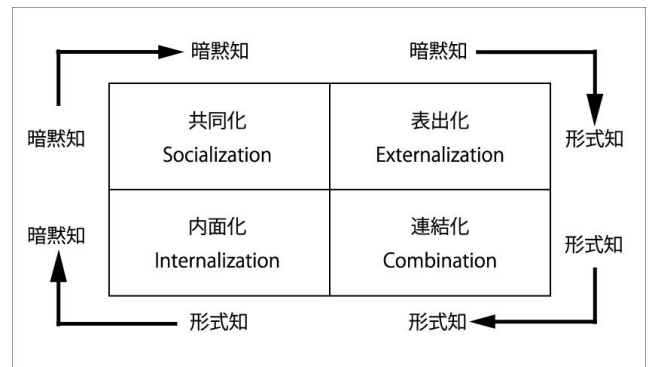 暗黙知
暗黙知
暗黙知
共同化
Socialization
表出化
Externalization
形式知
暗黙知
内面化
Internalization
連結化
Combination
形式知
形式知
形式知